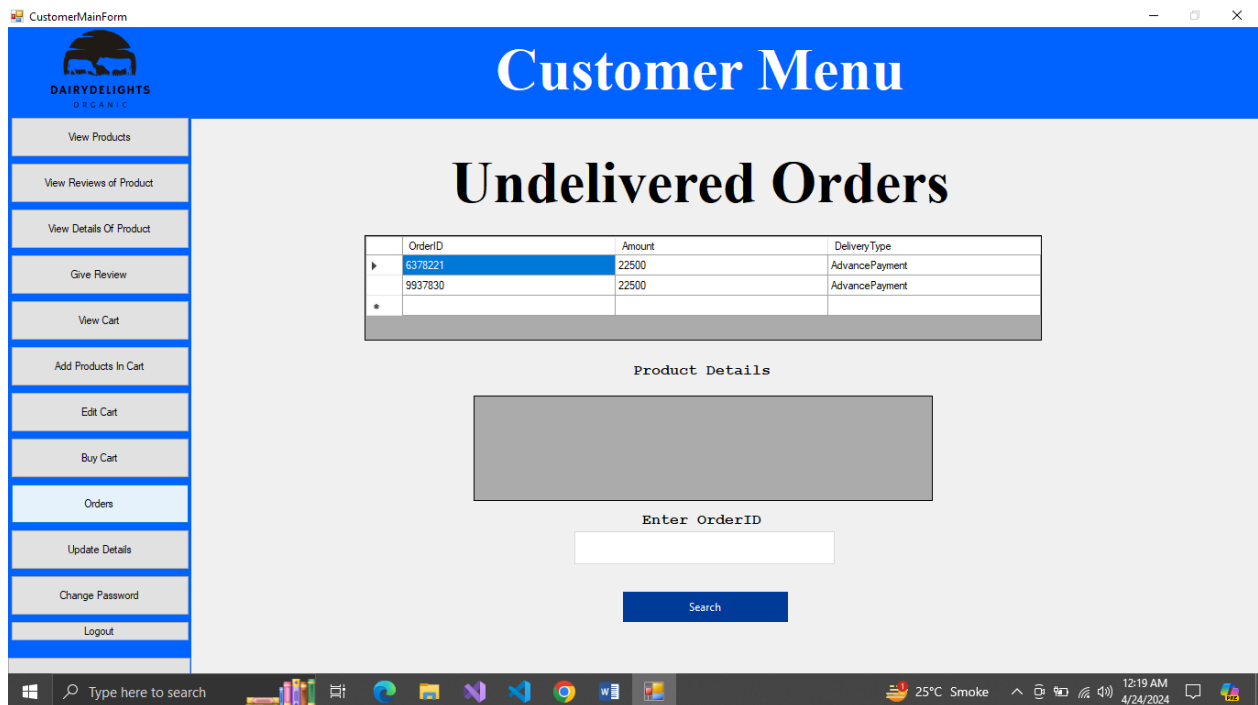 CustomerMainForm
DAIRYDELIGHTS
ORGANIC
Customer Menu
View Products
View Reviews of Product
View Details Of Product
Give Review
View Cart
Add Products In Cart
Edit Cart
Buy Cart
Orders
Update Details
Change Password
Logout
Undelivered Orders
OrderID Amount DeliveryType
6378221 22500 AdvancePayment
9937830 22500 AdvancePayment
Product Details
Enter OrderID
Search
Type here to search
1
25°C Smoke
12:19 AM
4/24/2024
PRE